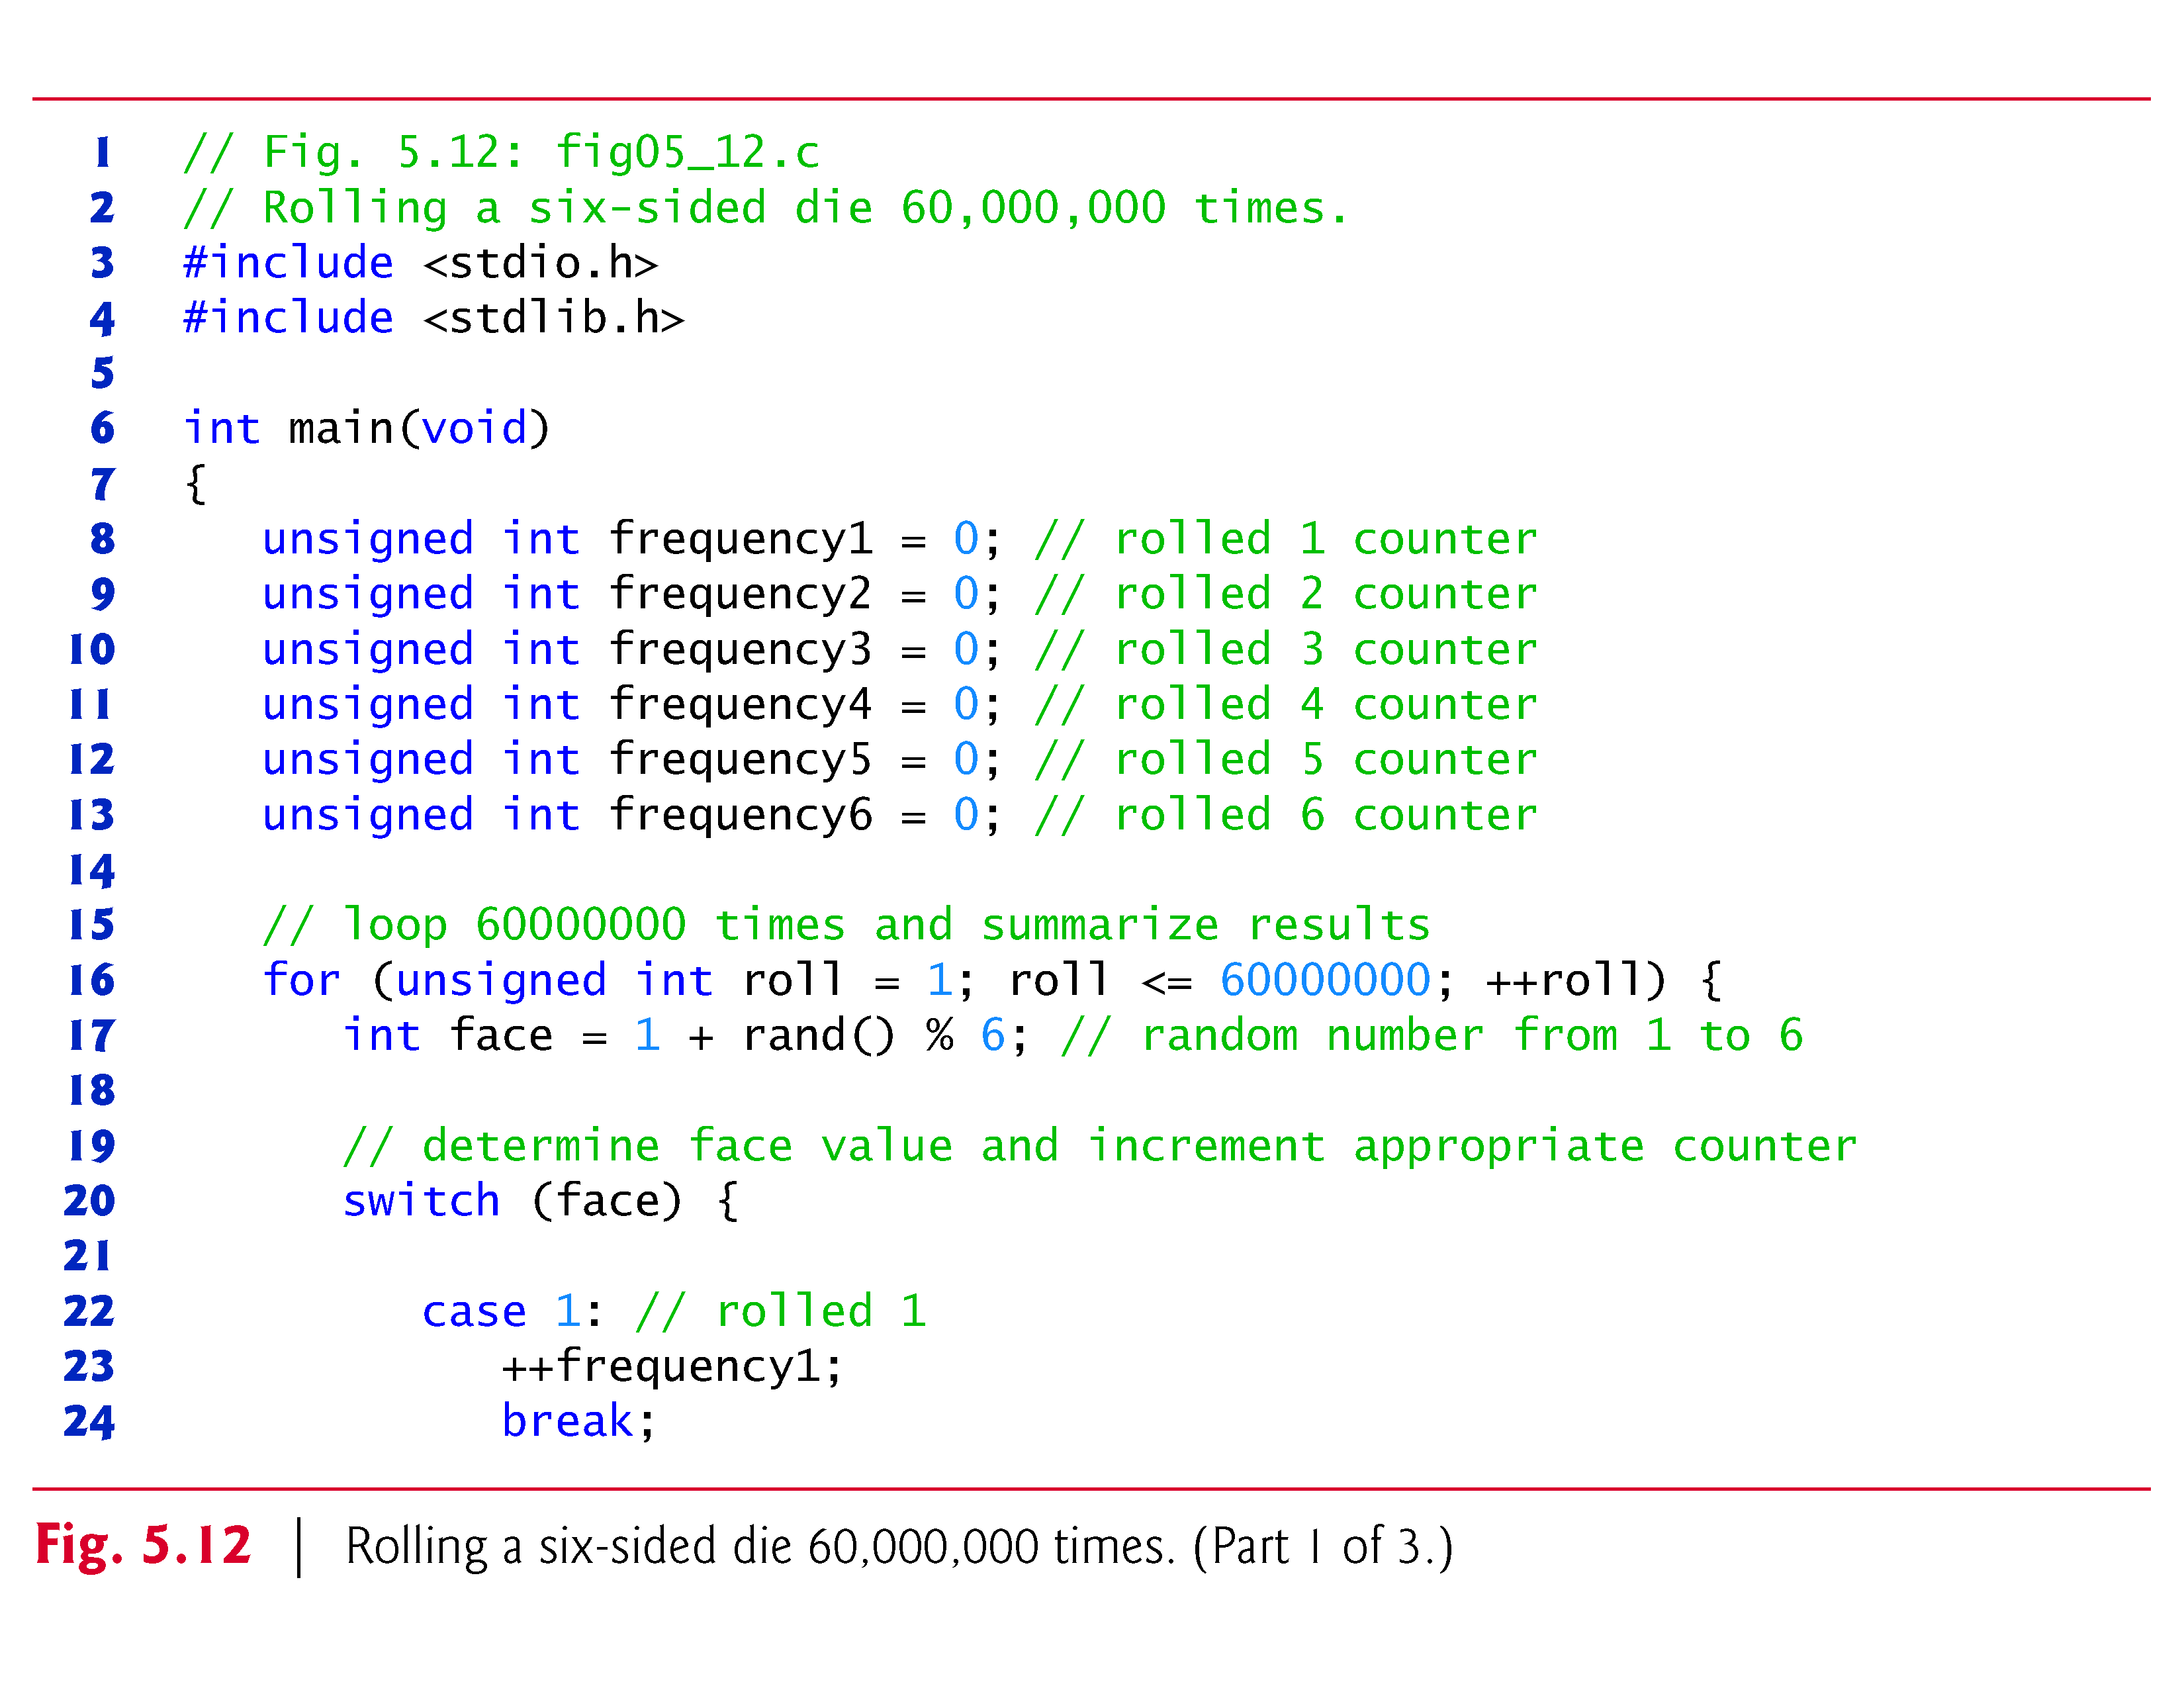 1 // Fig. 5.12: fig05_12.c
2 // Rolling a six-sided die 60,000,000 times.
3 #include <stdio.h>
4 #include <stdlib.h>
5
6 int main(void)
7 {
8    unsigned int frequency1 = 0; // rolled 1 counter
9    unsigned int frequency2 = 0; // rolled 2 counter
10    unsigned int frequency3 = 0; // rolled 3 counter
11    unsigned int frequency4 = 0; // rolled 4 counter
12    unsigned int frequency5 = 0; // rolled 5 counter
13    unsigned int frequency6 = 0; // rolled 6 counter
14
15    // loop 60000000 times and summarize results
16    for (unsigned int roll = 1; roll <= 60000000; ++roll) {
17       int face = 1 + rand() % 6; // random number from 1 to 6
18
19       // determine face value and increment appropriate counter
20       switch (face) {
21
22          case 1: // rolled 1
23             ++frequency1;
24             break;
Fig. 5.12 | Rolling a six-sided die 60,000,000 times. (Part 1 of 3.)